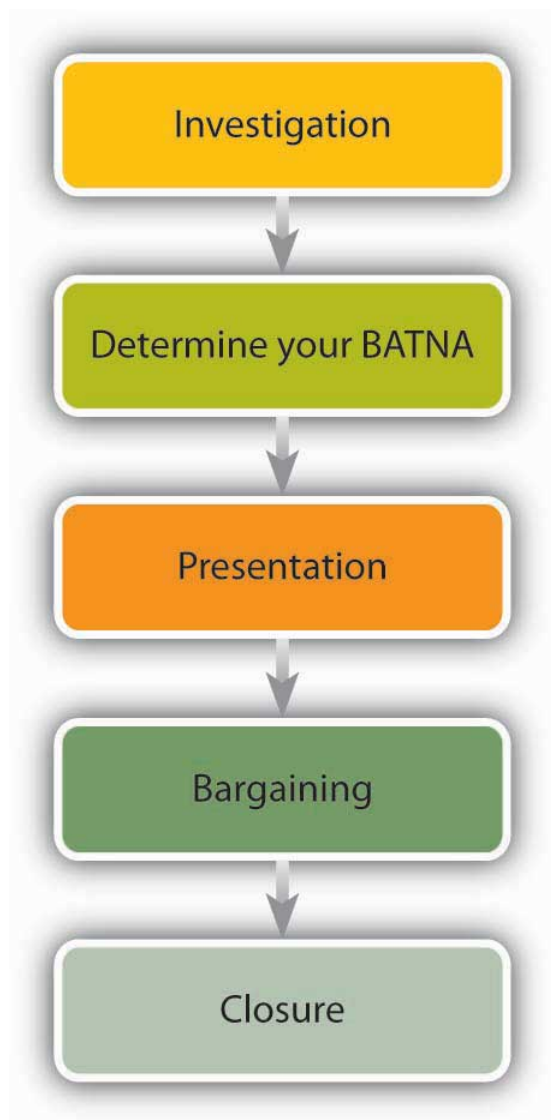 Investigation
Determine your BATNA
Presentation
Bargaining
Closure